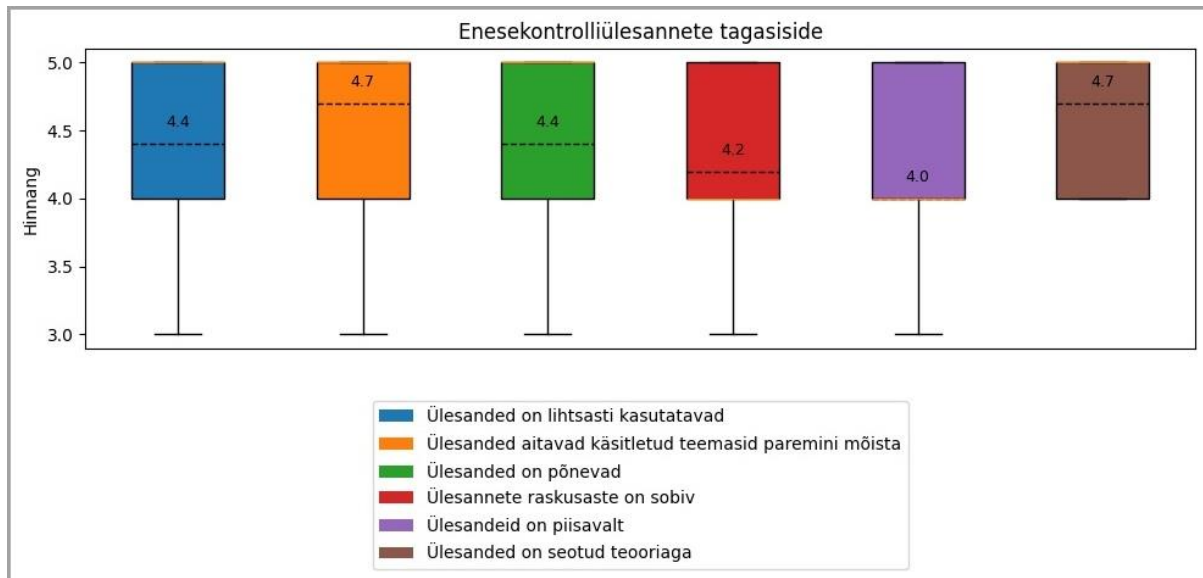 Enesekontrolliülesannete tagasiside
Hinnang
5.0
4.5
4.0
3.5
3.0
4.4
4.7
4.4
4.2
4.0
4.7
Ülesanded on lihtsasti kasutatavad
Ülesanded aitavad käsitletud teemasid paremini mõista
Ülesanded on põnevad
Ülesannete raskusaste on sobiv
Ülesandeid on piisavalt
Ülesanded on seotud teooriaga